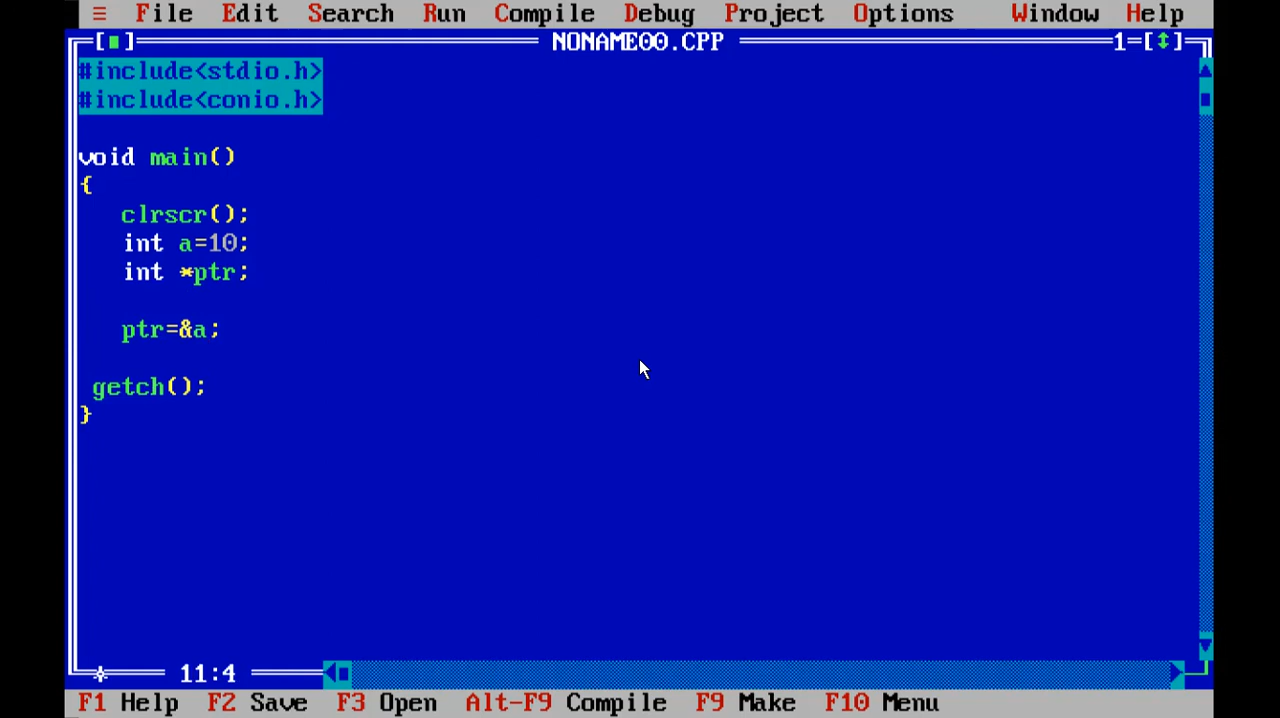 ≡ File Edit Search Run Compile Debug Project Options Window Help
[■] NONAME00.CPP 1=[↕]
#include<stdio.h>
#include<conio.h>
void main()
{
clrscr();
int a=10;
int *ptr;
ptr=&a;
getch();
}
* 11:4
F1 Help F2 Save F3 Open Alt-F9 Compile F9 Make F10 Menu